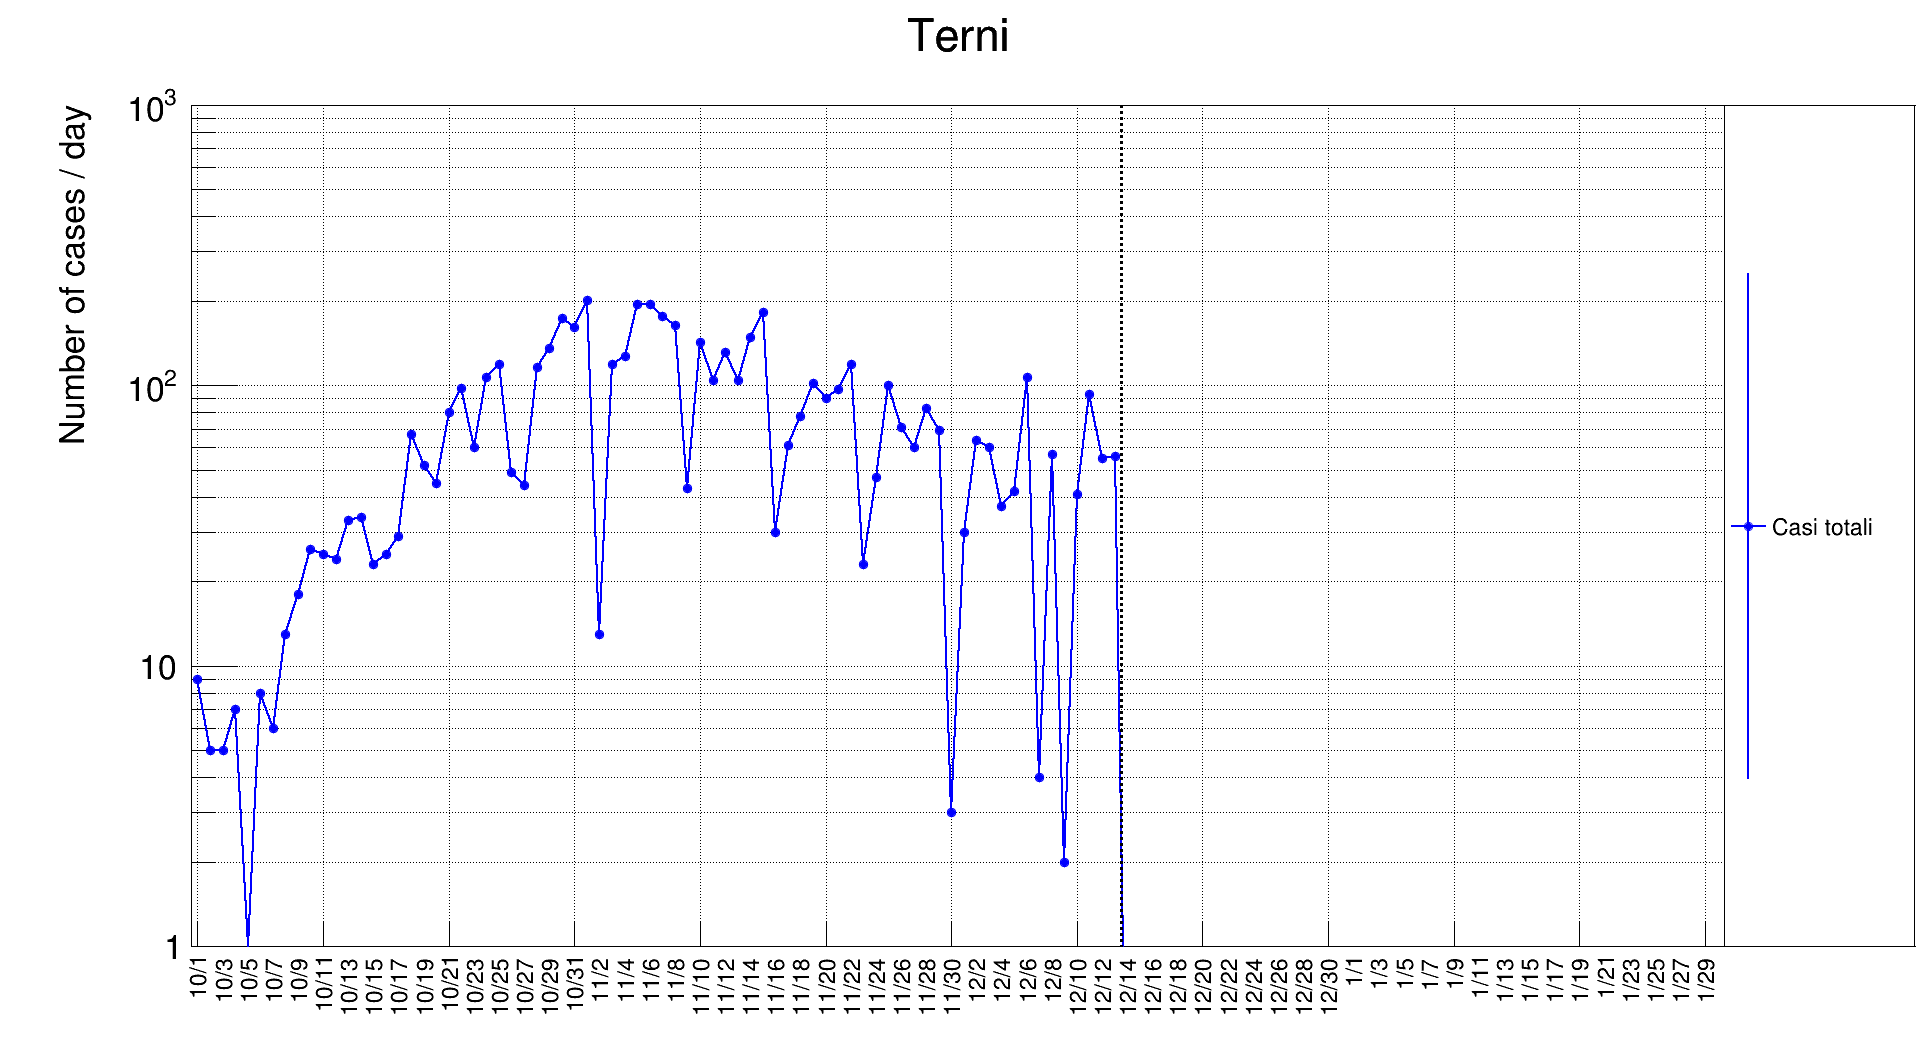 Terni
Number of cases / day
10³
10²
10
1
10/1 10/3 10/5 10/7 10/9 10/11 10/13 10/15 10/17 10/19 10/21 10/23 10/25 10/27 10/29 10/31 11/2 11/4 11/6 11/8 11/10 11/12 11/14 11/16 11/18 11/20 11/22 11/24 11/26 11/28 11/30 12/2 12/4 12/6 12/8 12/10 12/12 12/14 12/16 12/18 12/20 12/22 12/24 12/26 12/28 12/30 1/1 1/3 1/5 1/7 1/9 1/11 1/13 1/15 1/17 1/19 1/21 1/23 1/25 1/27 1/29
Casi totali